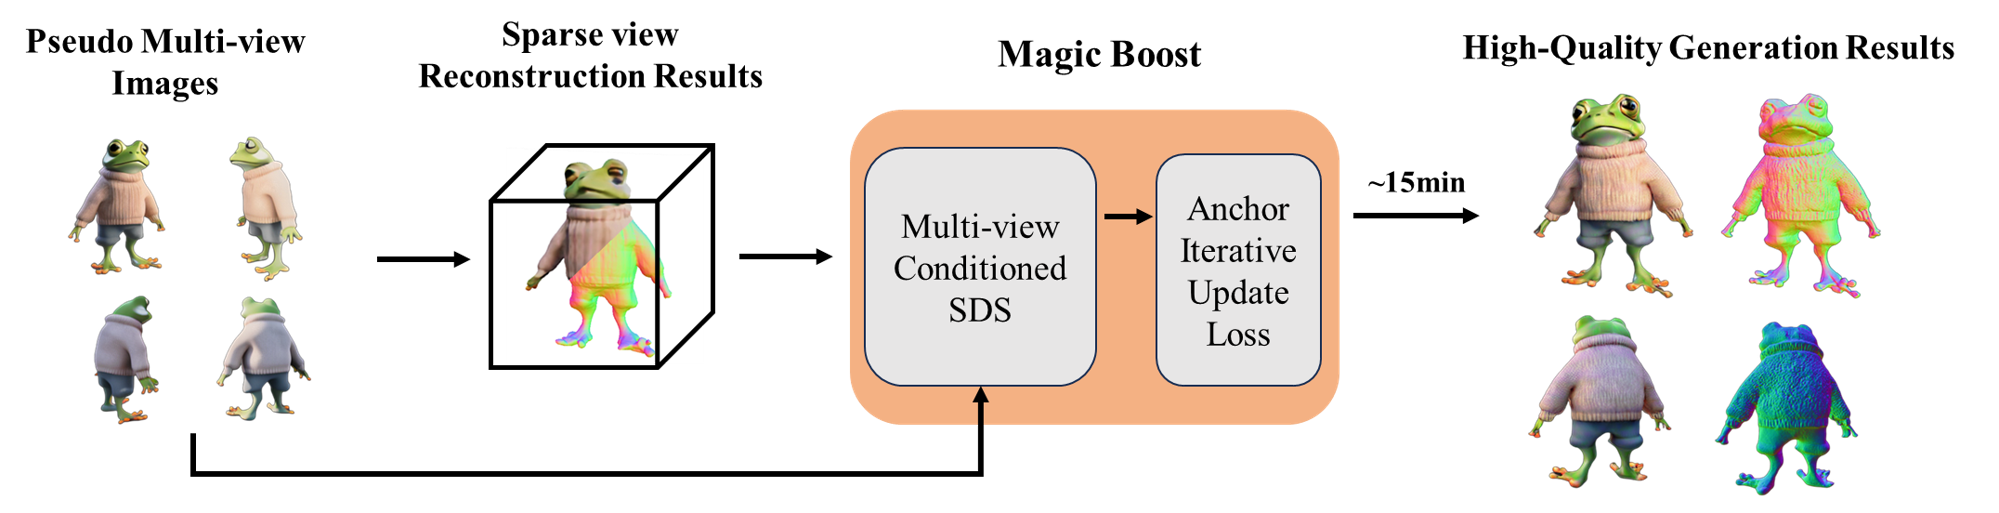 Pseudo Multi-view
Images
Sparse view
Reconstruction Results
Magic Boost
High-Quality Generation Results
Multi-view
Conditioned
SDS
Anchor
Iterative
Update
Loss
~15min